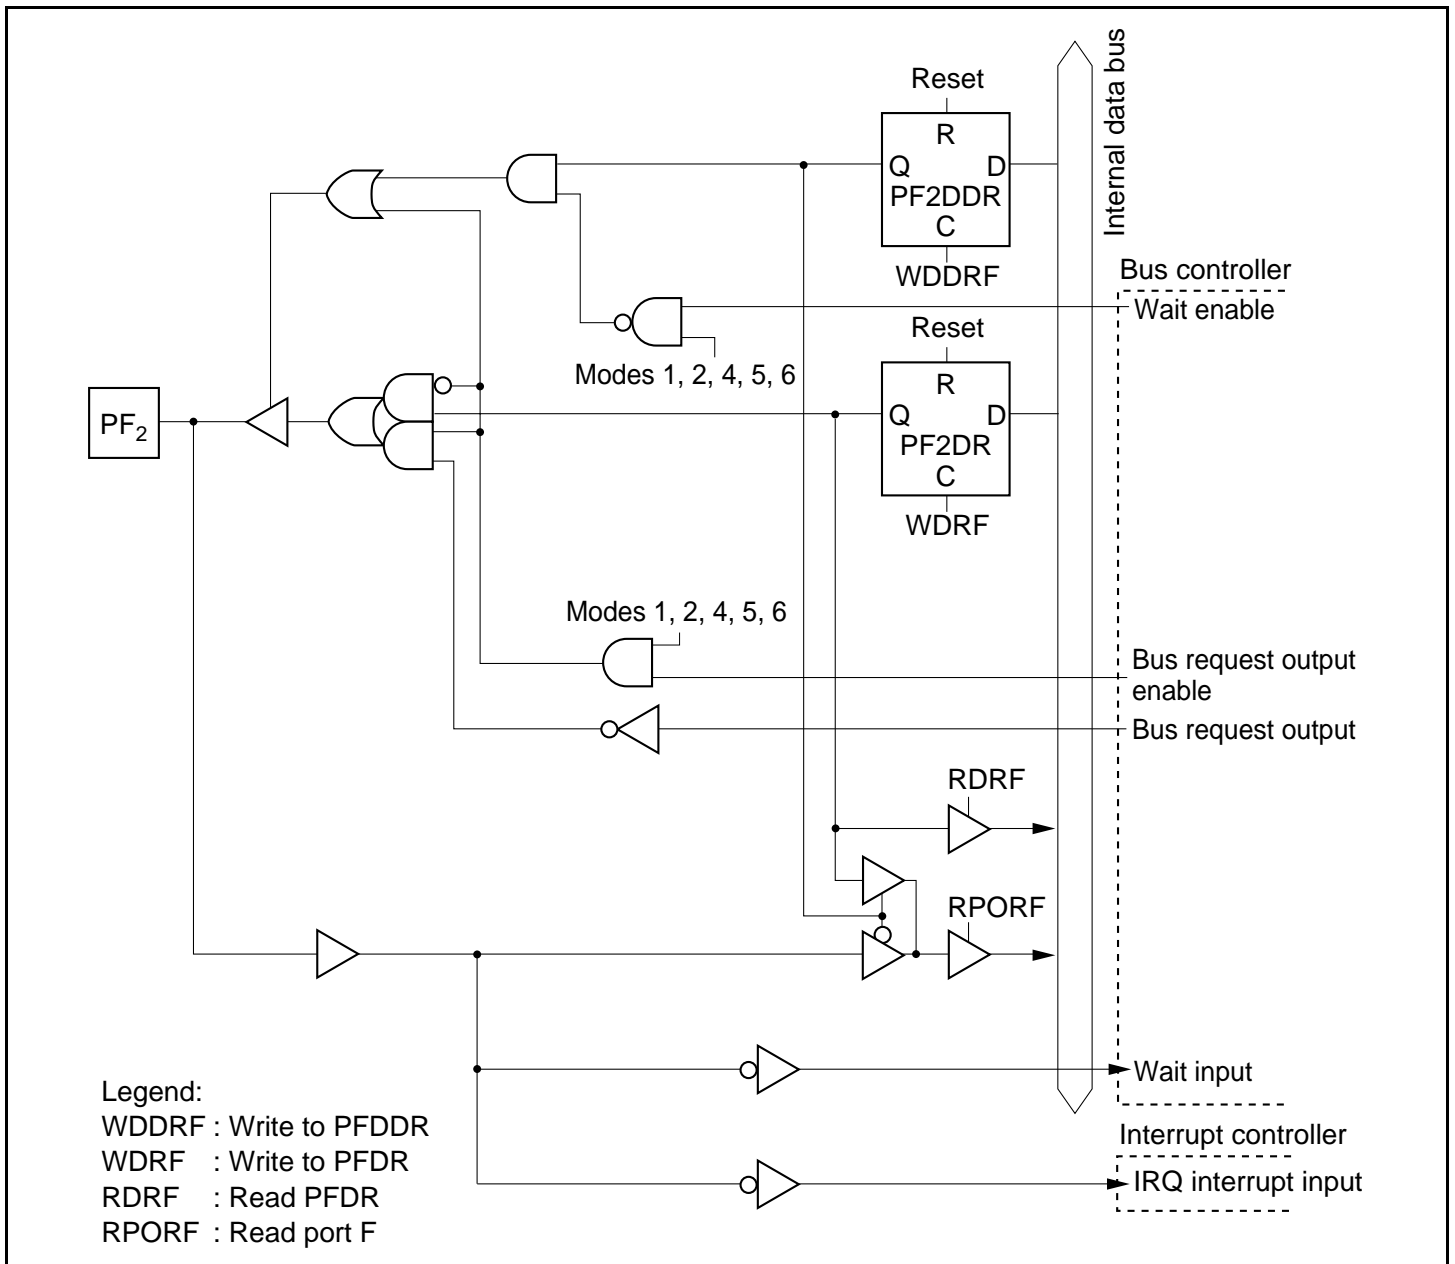 Internal data bus
Reset
R
Q D
PF2DDR
C
WDDRF
Bus controller
Wait enable
Reset
Modes 1, 2, 4, 5, 6
R
Q D
PF2DR
C
WDRF
PF2
Modes 1, 2, 4, 5, 6
Bus request output
enable
Bus request output
RDRF
RPORF
Wait input
Legend:
WDDRF : Write to PFDDR
WDRF : Write to PFDR
RDRF : Read PFDR
RPORF : Read port F
Interrupt controller
IRQ interrupt input